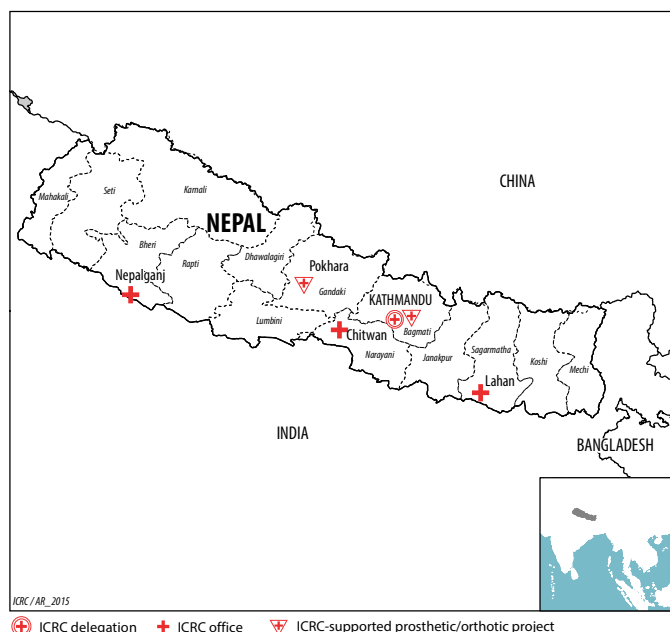 CHINA
Mahakali
Seti
Karnali
NEPAL
Bheri
Nepalganj
Rapti
Dhawalagiri
Pokhara
Gandaki
Lumbini
KATHMANDU
Bagmati
Chitwan
Narayani
Janakpur
Sagarmatha
Lahan
Koshi
Mechi
INDIA
BANGLADESH
ICRC / AR_2015
ICRC delegation ICRC office ICRC-supported prosthetic/orthotic project